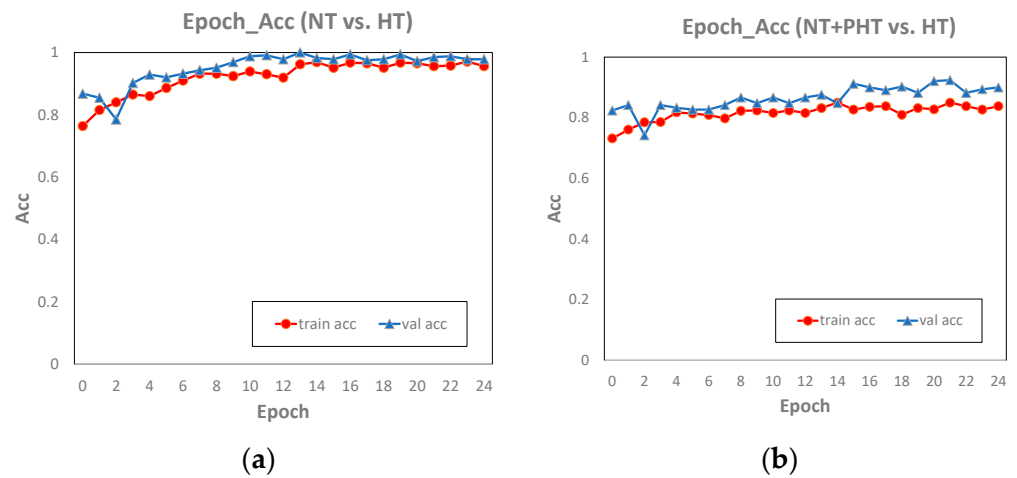 Epoch_Acc (NT vs. HT)
1
0.8
0.6
0.4
0.2
0
Acc
train acc
val acc
0 2 4 6 8 10 12 14 16 18 20 22 24
Epoch
(a)
Epoch_Acc (NT+PHT vs. HT)
1
0.8
0.6
0.4
0.2
0
Acc
train acc
val acc
0 2 4 6 8 10 12 14 16 18 20 22 24
Epoch
(b)